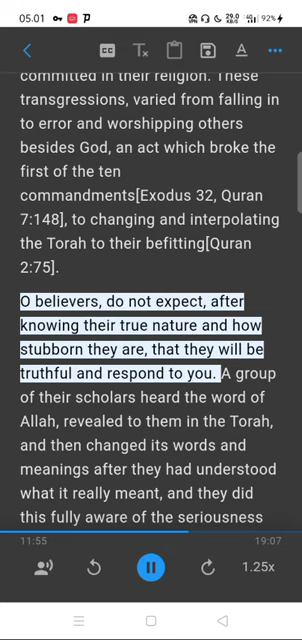 05.01
29.0 KB/S
4G
92%
CC
A
committed in their religion. These
transgressions, varied from falling in
to error and worshipping others
besides God, an act which broke the
first of the ten
commandments[Exodus 32, Quran
7:148], to changing and interpolating
the Torah to their befitting[Quran
2:75].
O believers, do not expect, after
knowing their true nature and how
stubborn they are, that they will be
truthful and respond to you. A group
of their scholars heard the word of
Allah, revealed to them in the Torah,
and then changed its words and
meanings after they had understood
what it really meant, and they did
this fully aware of the seriousness
11:55
19:07
1.25x